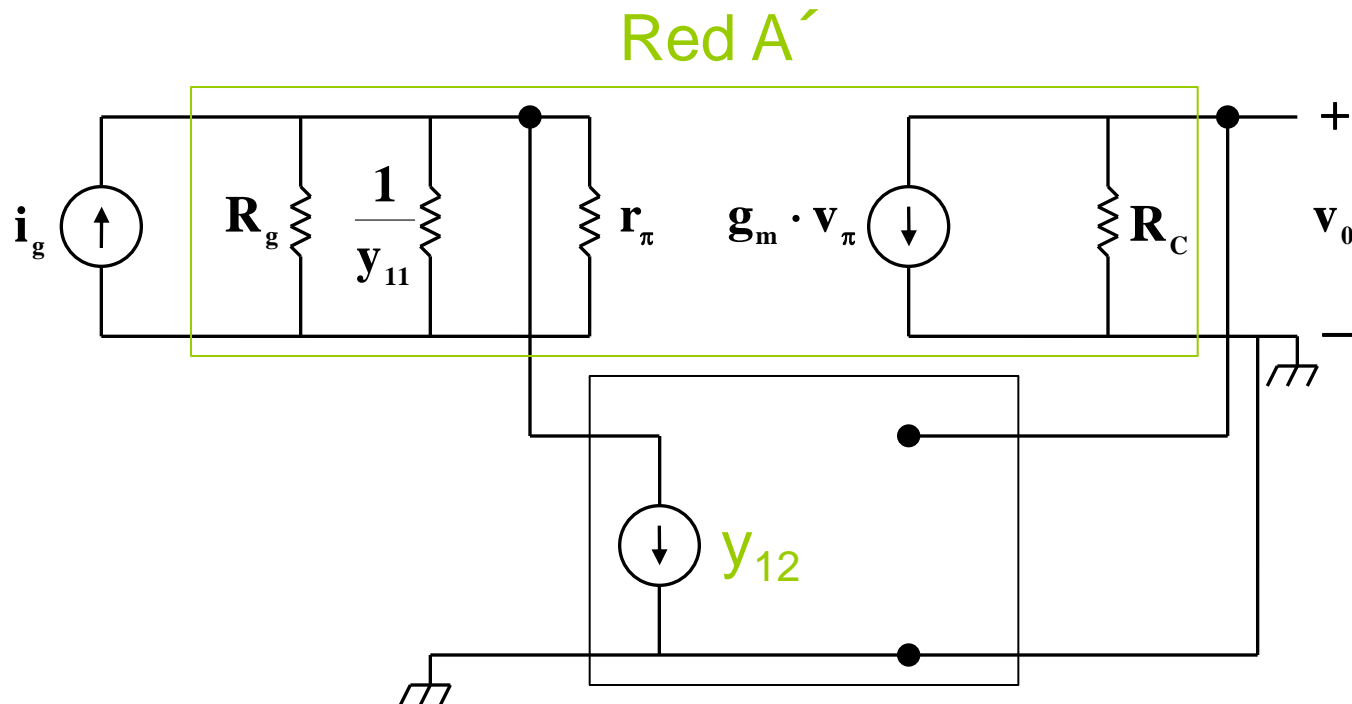 Red A´
i_g
R_g
1
y_11
r_π
g_m · v_π
R_C
+
v_0
−
y_12